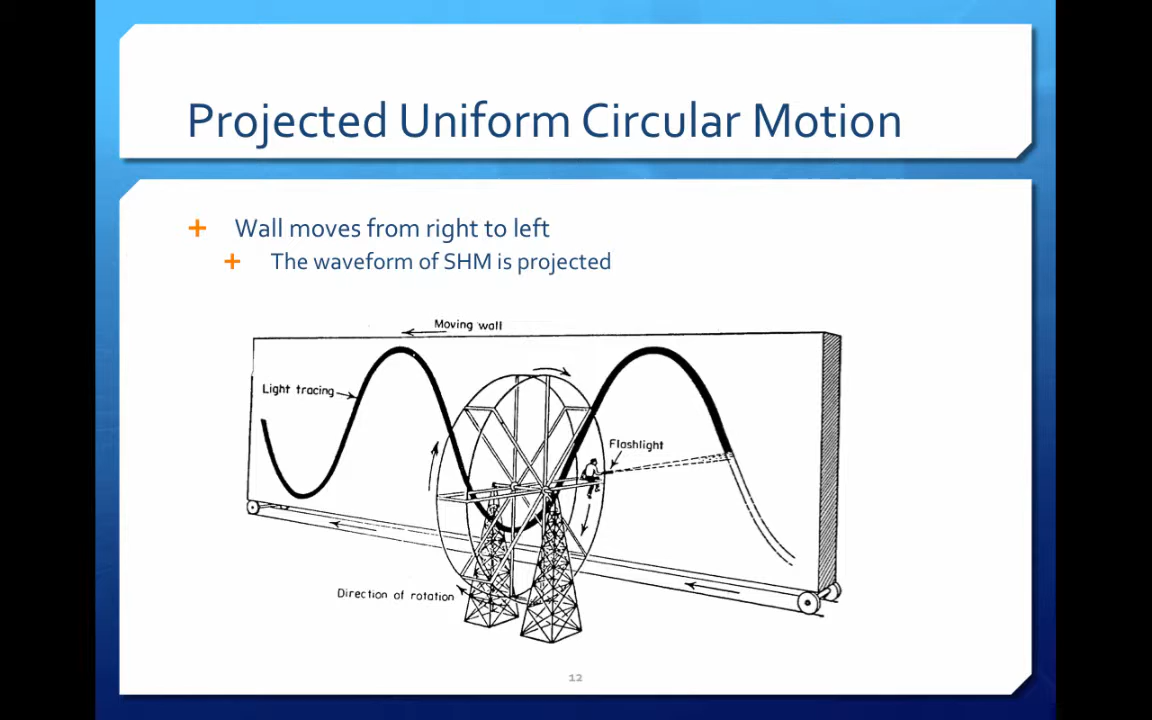 Projected Uniform Circular Motion
Wall moves from right to left
The waveform of SHM is projected
Moving wall
Light tracing
Flashlight
Direction of rotation
12